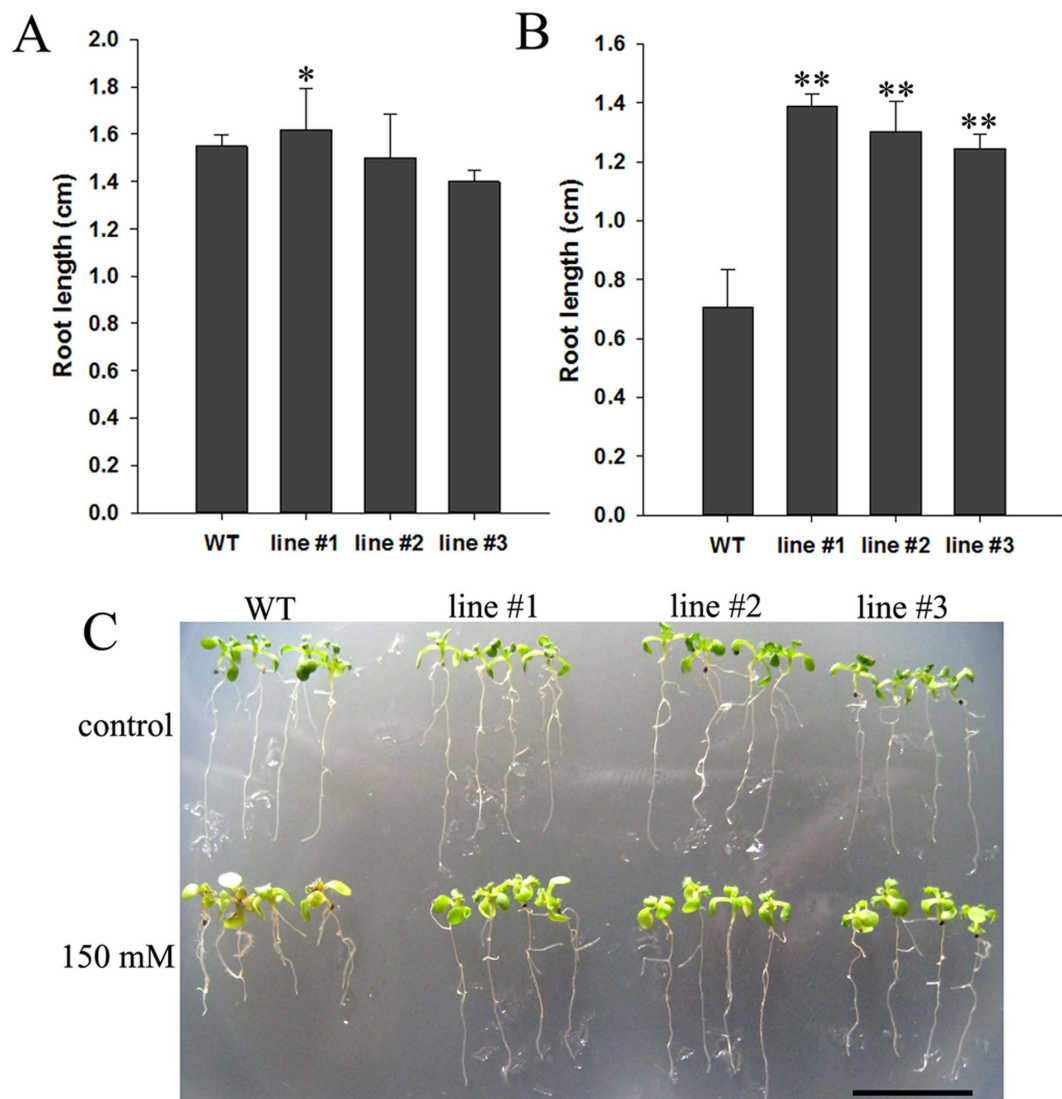 A
Root length (cm)
2.0
1.8
1.6
1.4
1.2
1.0
0.8
0.6
0.4
0.2
0.0
*
WT line #1 line #2 line #3
B
Root length (cm)
1.6
1.4
1.2
1.0
0.8
0.6
0.4
0.2
0.0
** ** **
WT line #1 line #2 line #3
C
WT line #1 line #2 line #3
control
150 mM